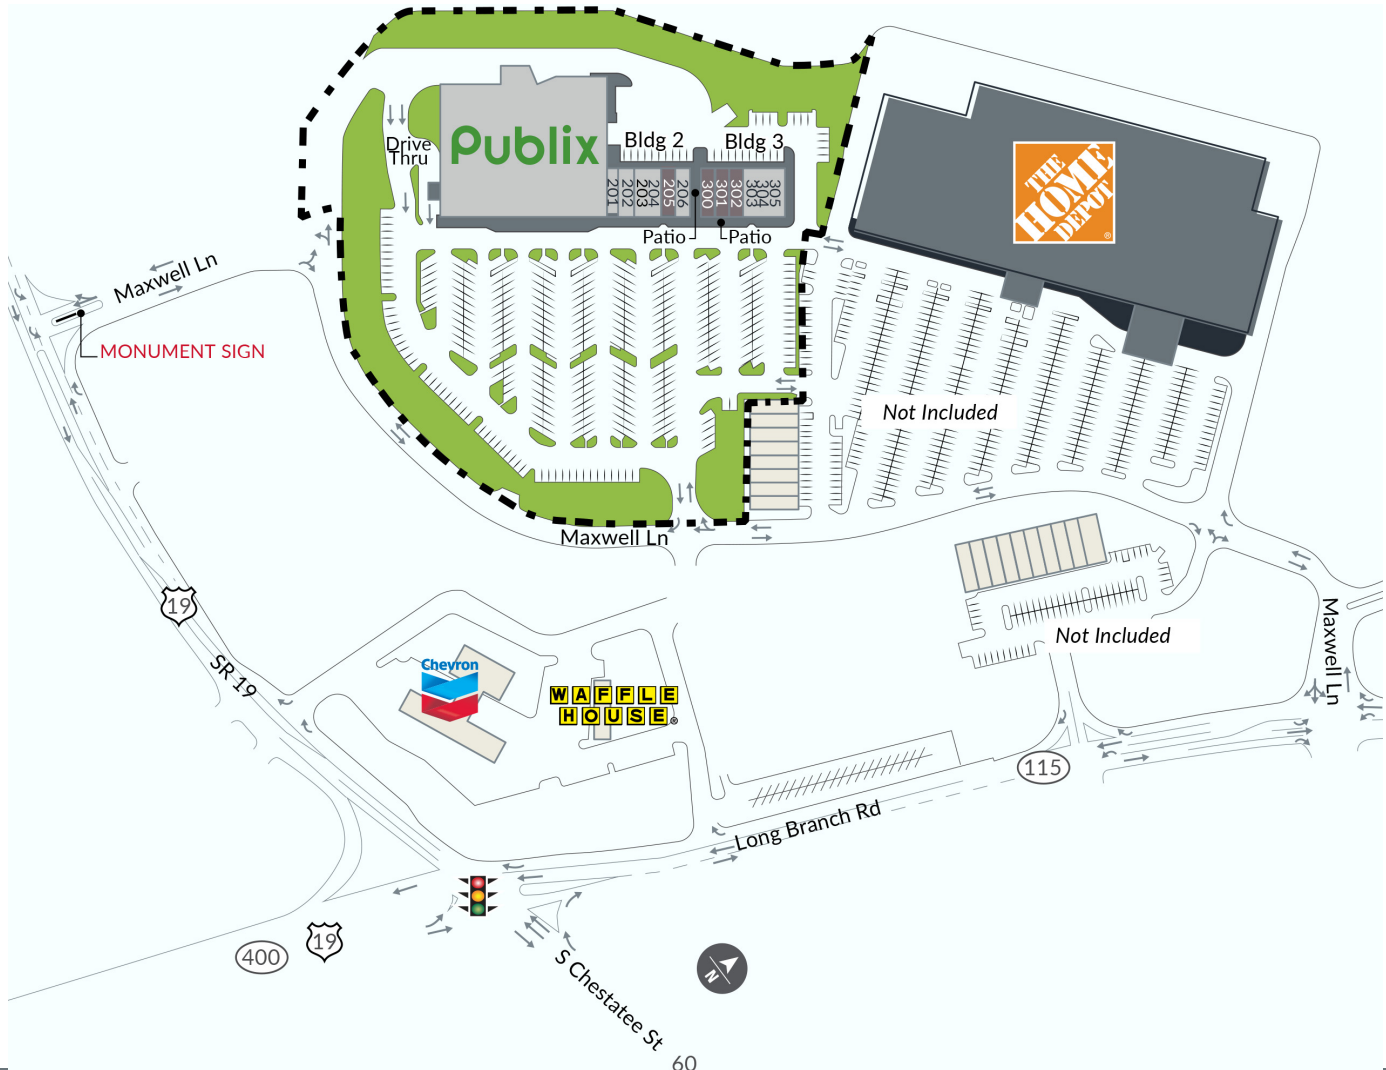 Publix
Drive
Thru
Bldg 2
Bldg 3
201
202
203
204
205
206
300
301
302
303
304
305
Patio
Patio
THE
HOME
DEPOT
®
Maxwell Ln
MONUMENT SIGN
Not Included
Maxwell Ln
19
SR 19
Chevron
WAFFLE
HOUSE®
Not Included
Maxwell Ln
115
Long Branch Rd
400
19
N
S Chestatee St
60